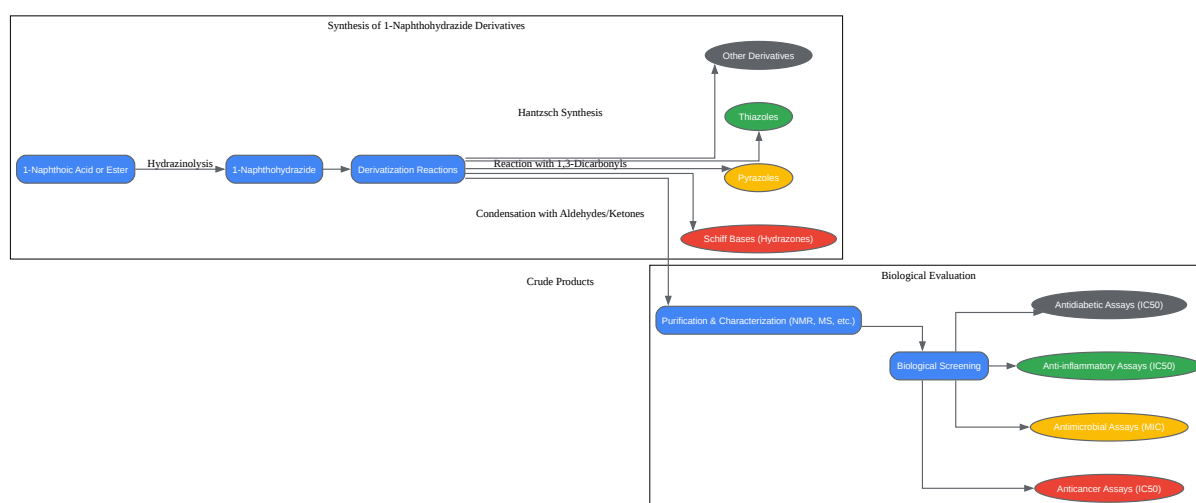 Synthesis of 1-Naphthohydrazide Derivatives
Other Derivatives
Hantzsch Synthesis
Thiazoles
1-Naphthoic Acid or Ester
Hydrazinolysis
1-Naphthohydrazide
Derivatization Reactions
Reaction with 1,3-Dicarbonyls
Pyrazoles
Condensation with Aldehydes/Ketones
Schiff Bases (Hydrazones)
Crude Products
Biological Evaluation
Antidiabetic Assays (IC50)
Purification & Characterization (NMR, MS, etc.)
Biological Screening
Anti-inflammatory Assays (IC50)
Antimicrobial Assays (MIC)
Anticancer Assays (IC50)